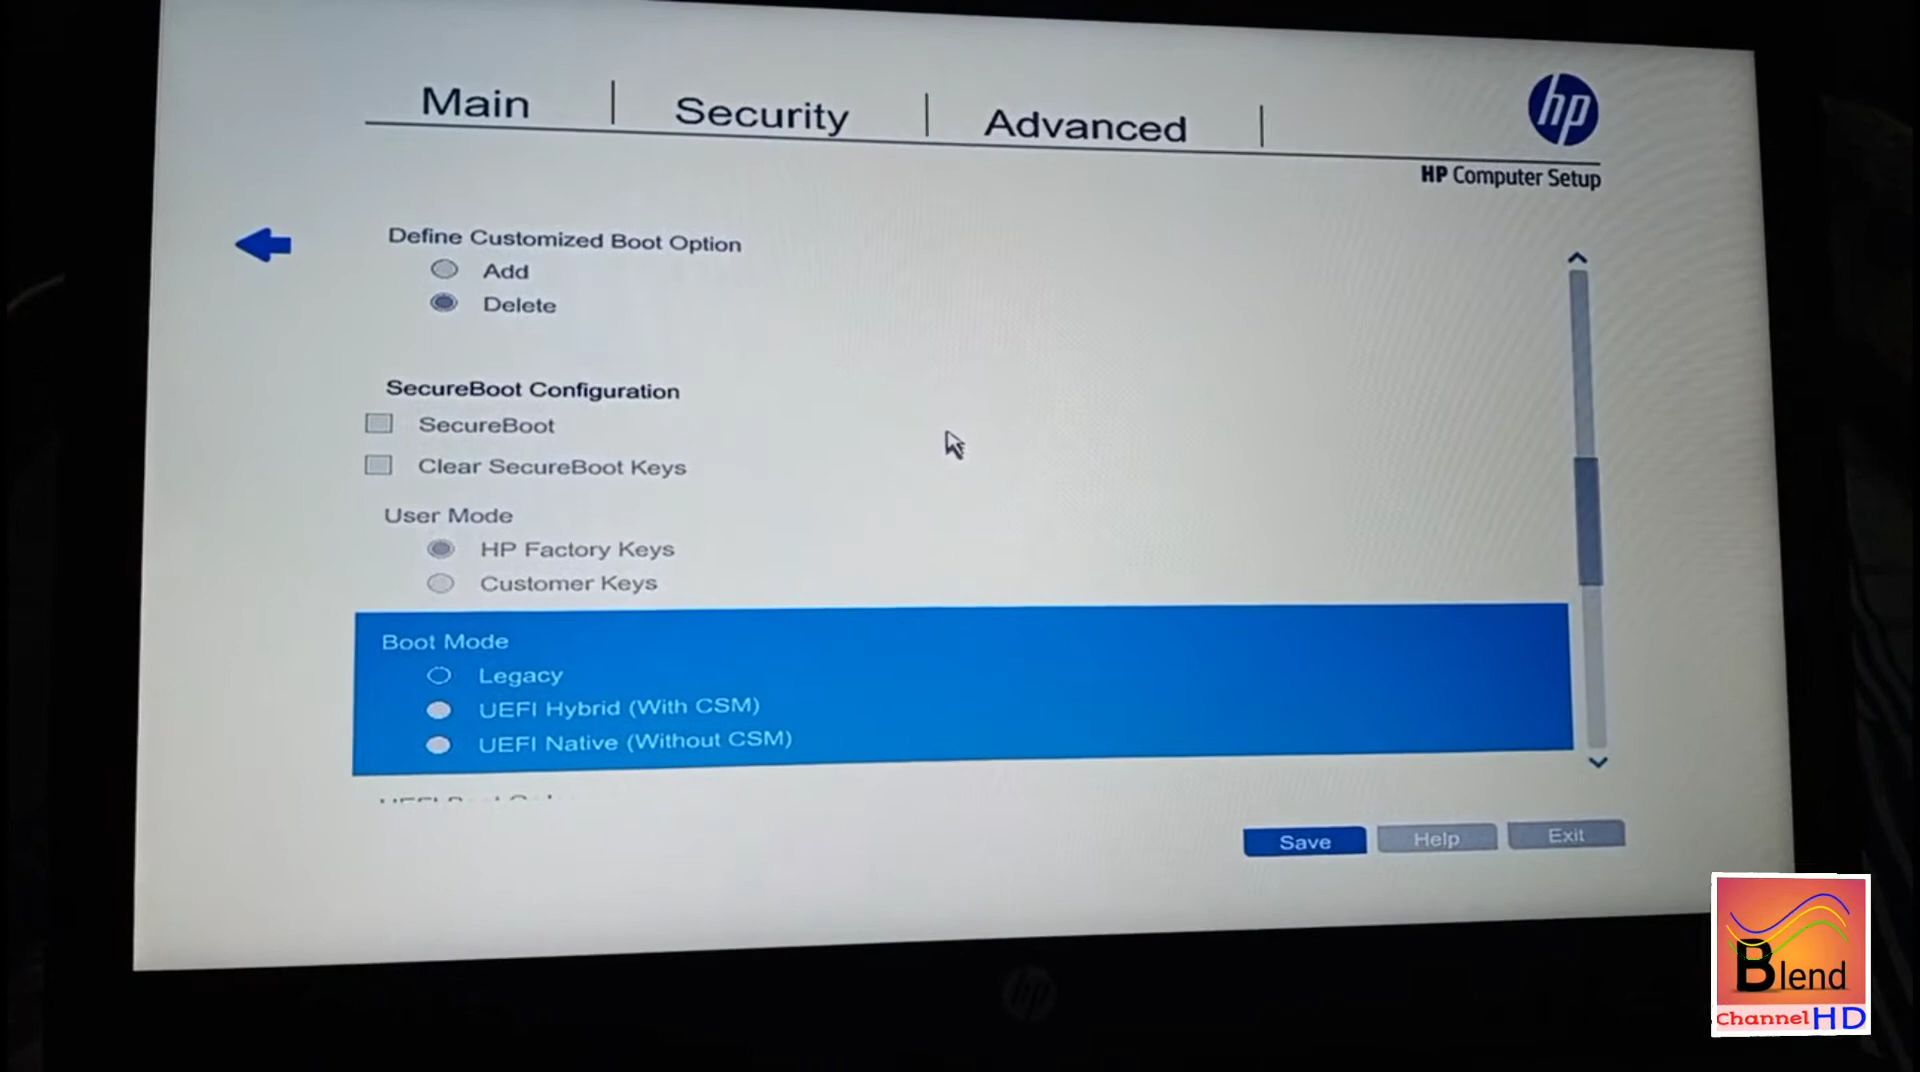 Main
Security
Advanced
hp
HP Computer Setup
Define Customized Boot Option
Add
Delete
SecureBoot Configuration
SecureBoot
Clear SecureBoot Keys
User Mode
HP Factory Keys
Customer Keys
Boot Mode
Legacy
UEFI Hybrid (With CSM)
UEFI Native (Without CSM)
Save
Help
Exit
hp
Blend
Channel HD